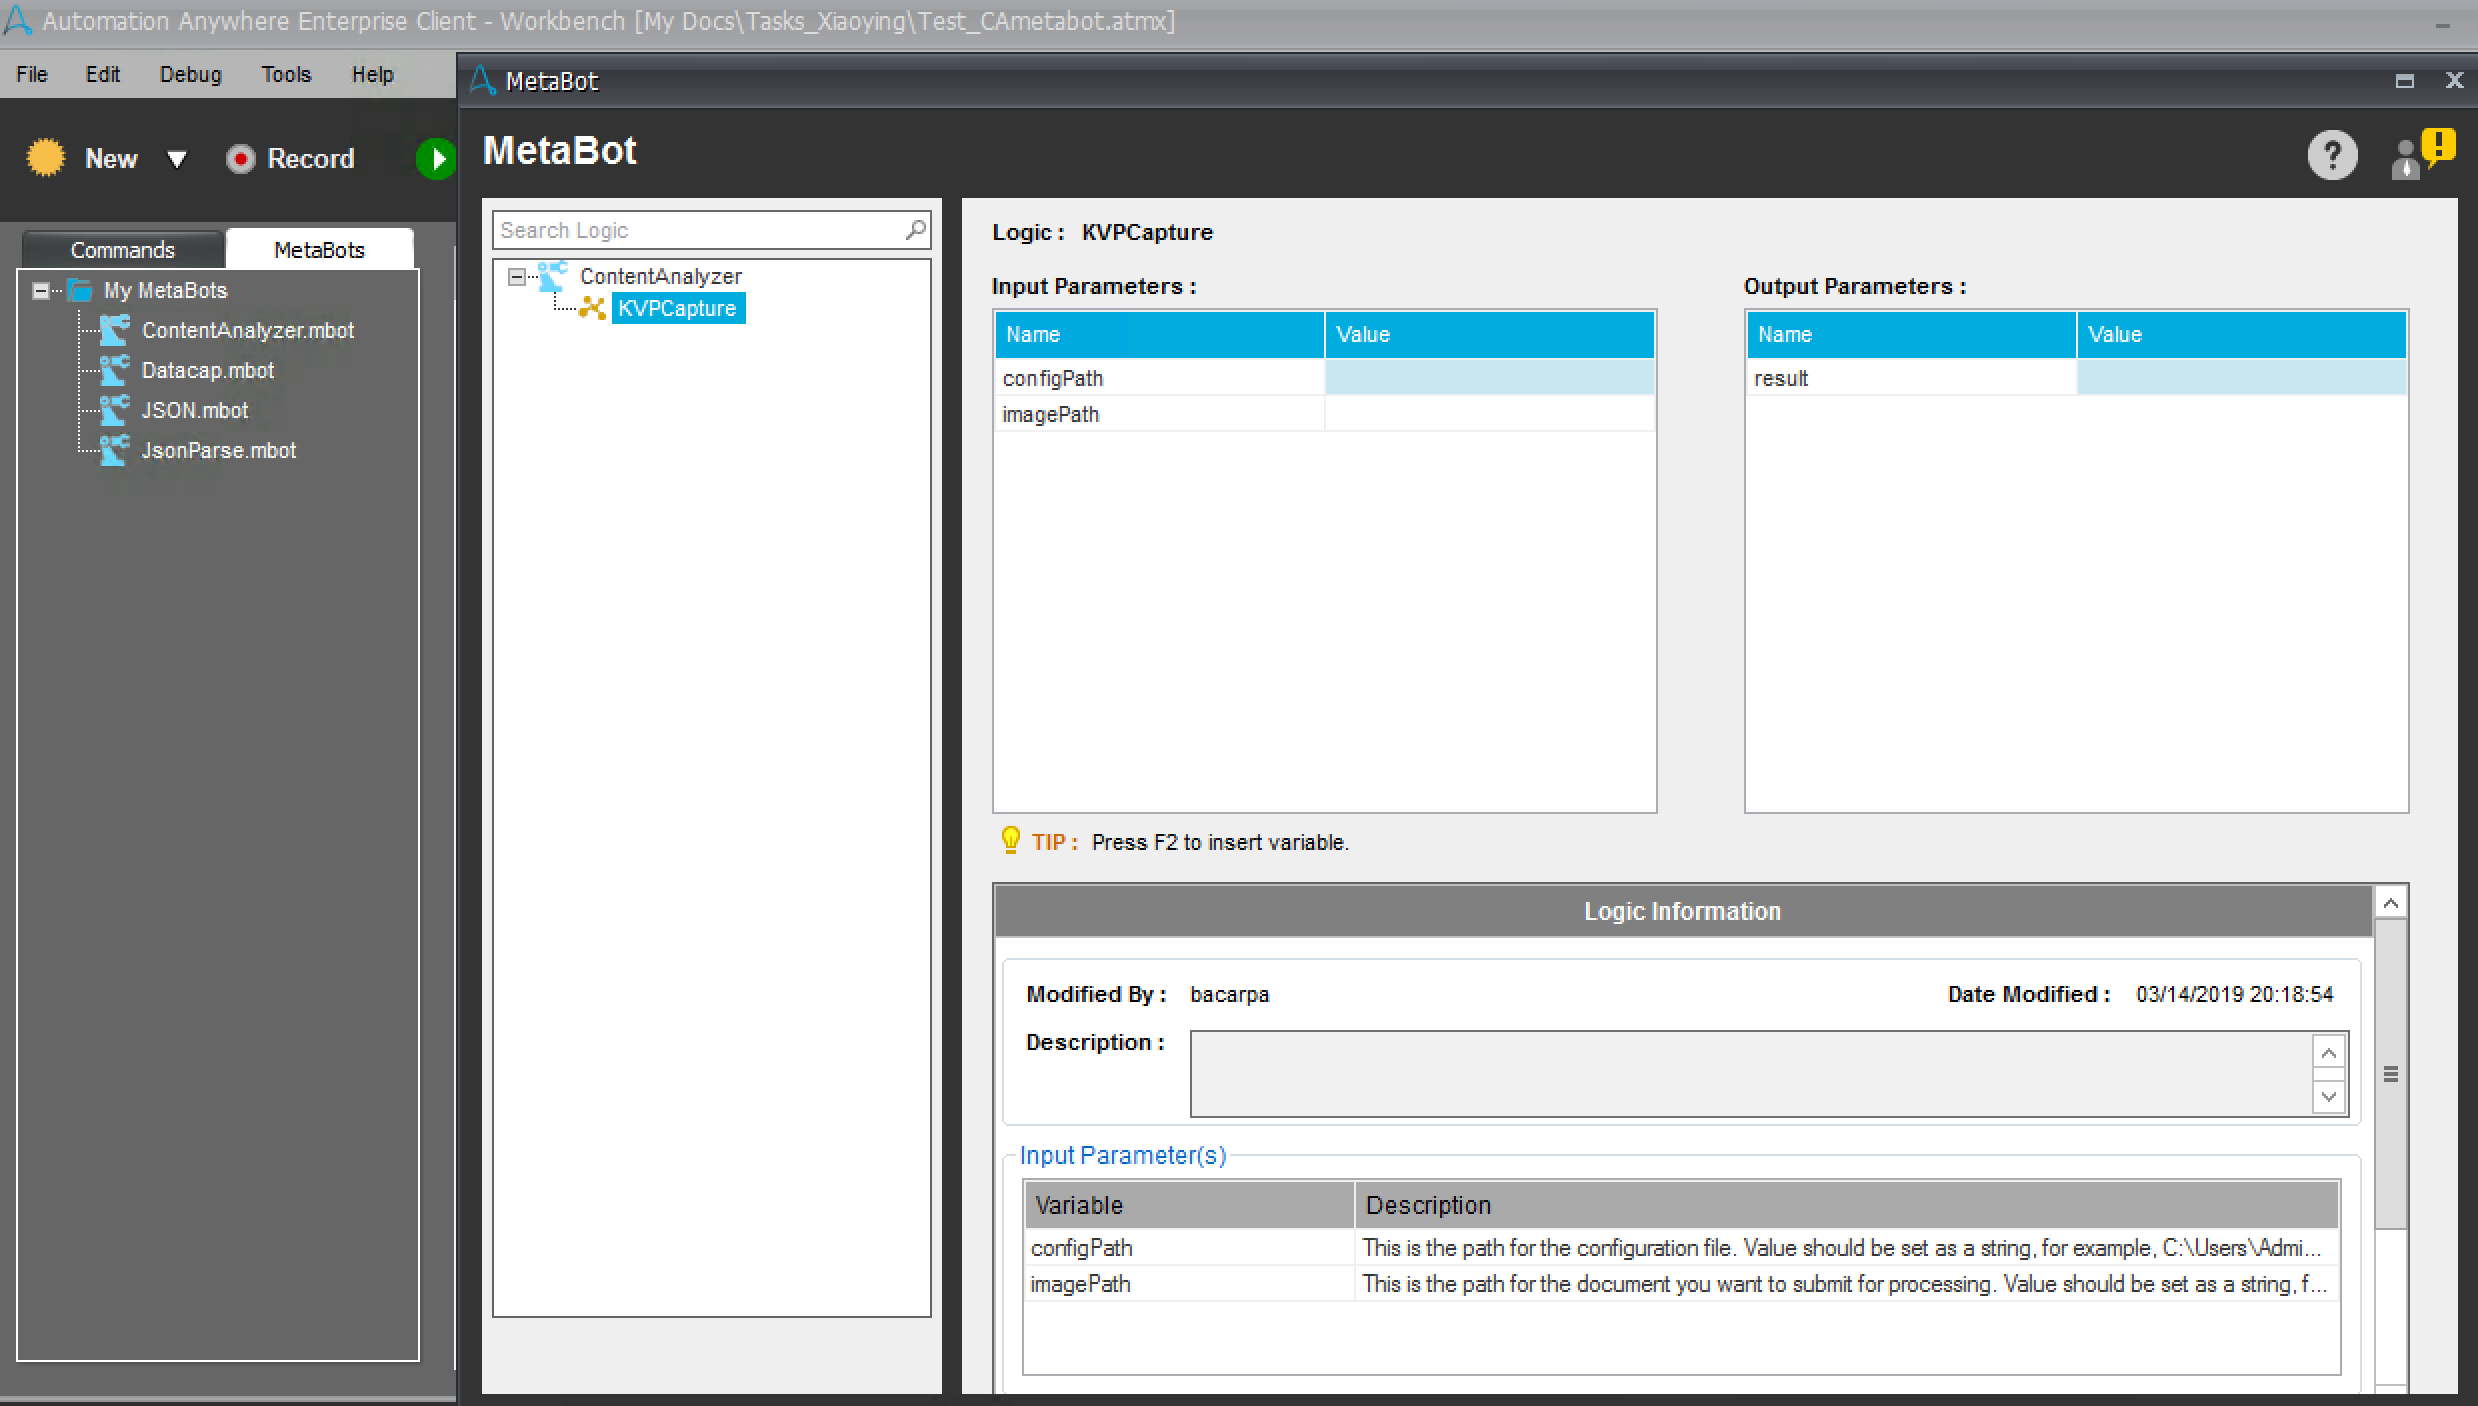 Automation Anywhere Enterprise Client - Workbench [My Docs\Tasks_Xiaoying\Test_CAmetabot.atmx]
File Edit Debug Tools Help
MetaBot
New Record
MetaBot
Commands MetaBots
My MetaBots
ContentAnalyzer.mbot
Datacap.mbot
JSON.mbot
JsonParse.mbot
Search Logic
ContentAnalyzer
KVPCapture
Logic : KVPCapture
Input Parameters :
Name Value
configPath
imagePath
Output Parameters :
Name Value
result
TIP : Press F2 to insert variable.
Logic Information
Modified By : bacarpa Date Modified : 03/14/2019 20:18:54
Description :
Input Parameter(s)
Variable Description
configPath This is the path for the configuration file. Value should be set as a string, for example, C:\Users\Admi...
imagePath This is the path for the document you want to submit for processing. Value should be set as a string, f...